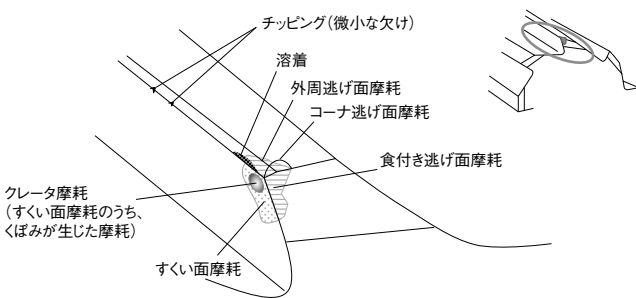 チッピング(微小な欠け)
溶着
外周逃げ面摩耗
コーナ逃げ面摩耗
食付き逃げ面摩耗
クレータ摩耗
(すくい面摩耗のうち、
くぼみが生じた摩耗)
すくい面摩耗